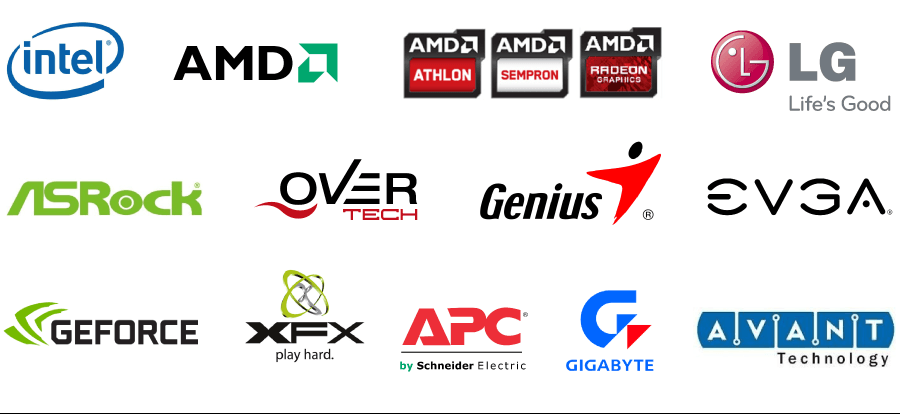 intel®
AMD
AMD
ATHLON
AMD
SEMPRON
AMD
RADEON
GRAPHICS
LG
Life's Good
ASRock®
OVER
TECH
Genius®
EVGA®
GEFORCE
XFX
play hard.
APC®
by Schneider Electric
GIGABYTE
AVANT
Technology